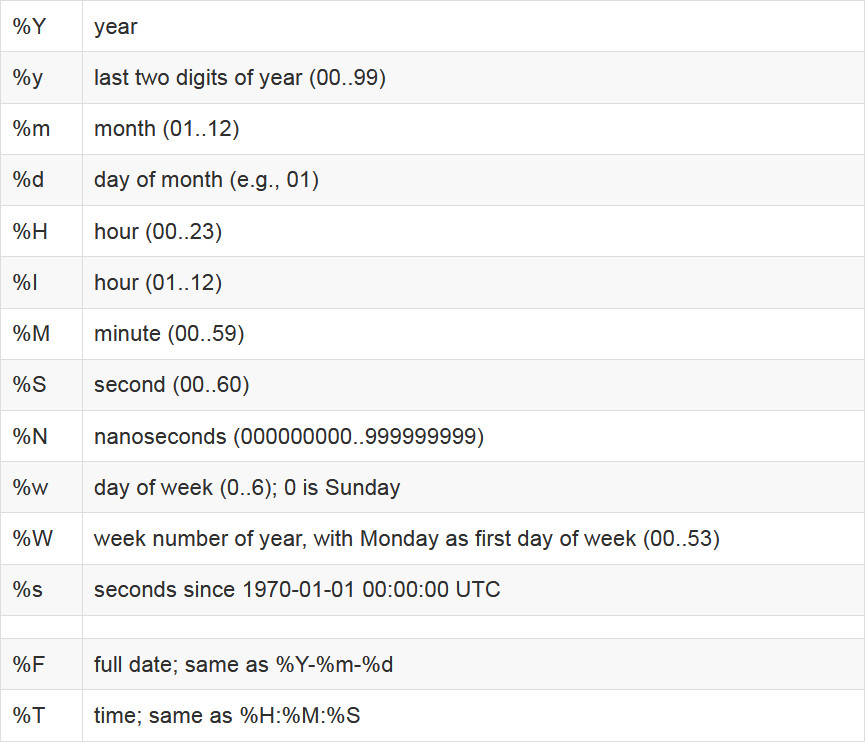 %Y year
%y last two digits of year (00..99)
%m month (01..12)
%d day of month (e.g., 01)
%H hour (00..23)
%I hour (01..12)
%M minute (00..59)
%S second (00..60)
%N nanoseconds (000000000..999999999)
%w day of week (0..6); 0 is Sunday
%W week number of year, with Monday as first day of week (00..53)
%s seconds since 1970-01-01 00:00:00 UTC
%F full date; same as %Y-%m-%d
%T time; same as %H:%M:%S